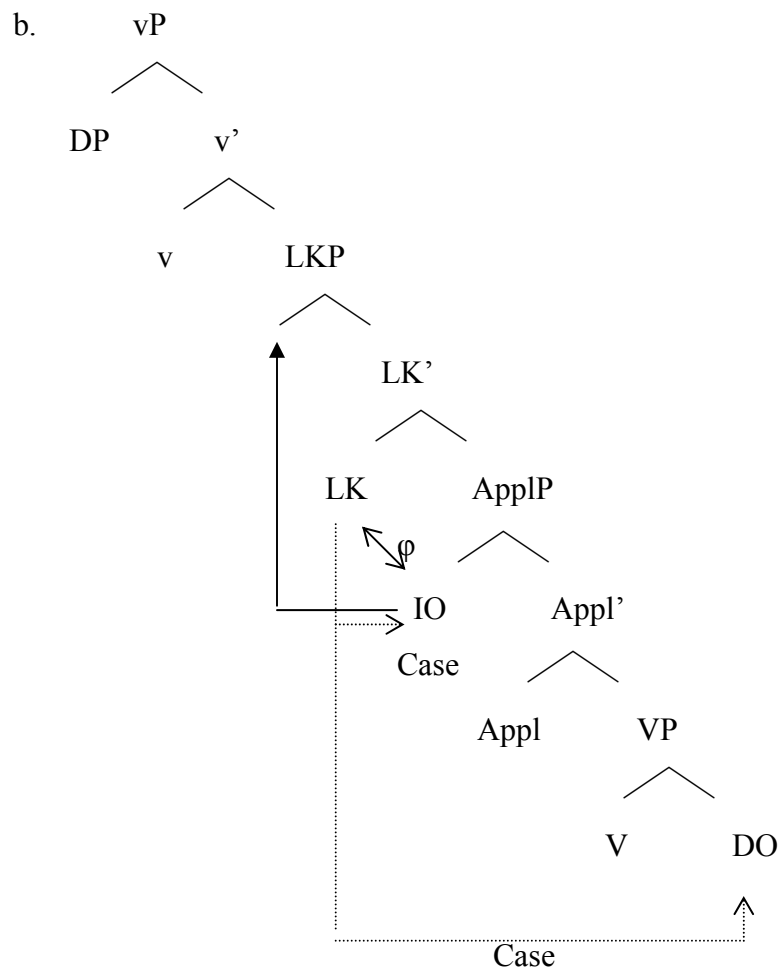 b. vP
DP v’
v LKP
LK’
LK ApplP
φ
IO Appl’
Case
Appl VP
V DO
Case